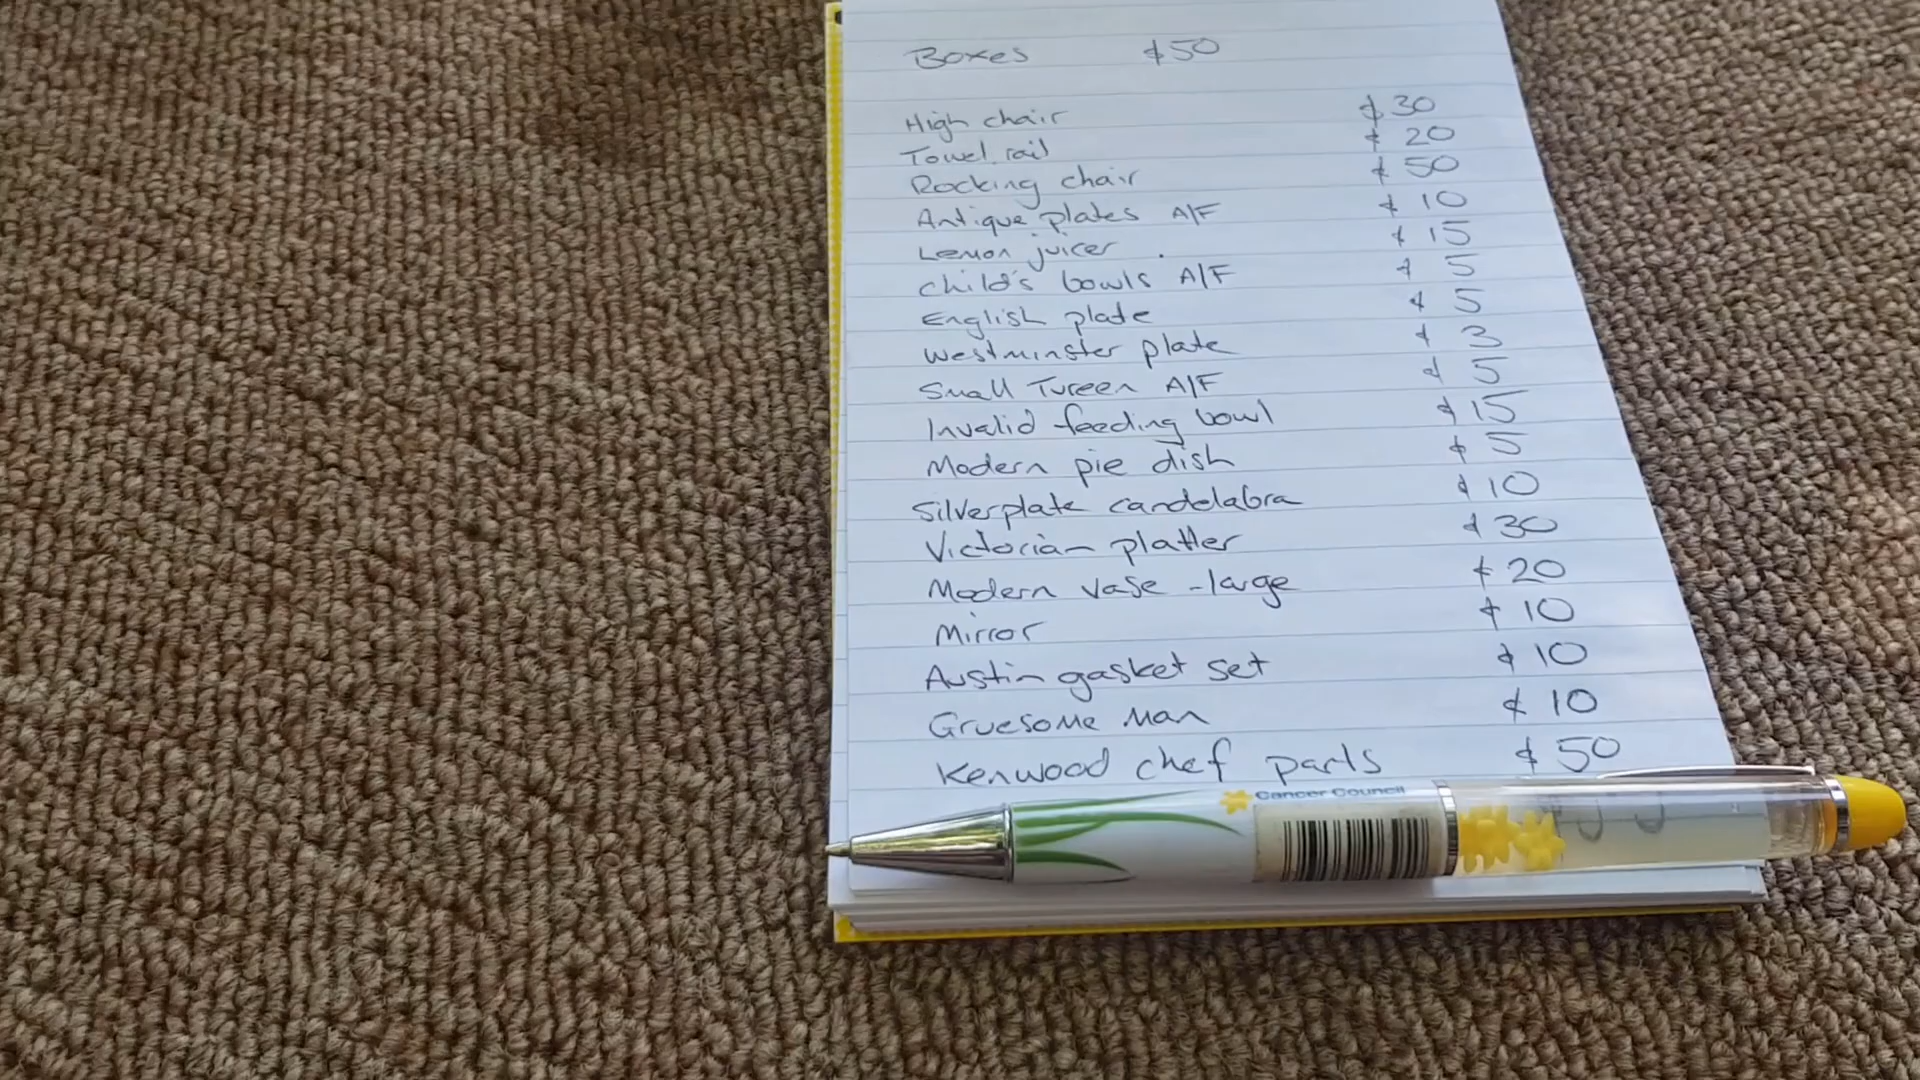 Boxes $50
High chair $30
Towel rail $20
Rocking chair $50
Antique plates A/F $10
Lemon juicer $15
Child's bowls A/F $5
English plate $5
Westminster plate $3
Small Tureen A/F $5
Invalid feeding bowl $15
Modern pie dish $5
Silverplate candelabra $10
Victorian platter $30
Modern vase - large $20
Mirror $10
Austin gasket set $10
Gruesome Man $10
Kenwood chef parts $50
Cancer Council